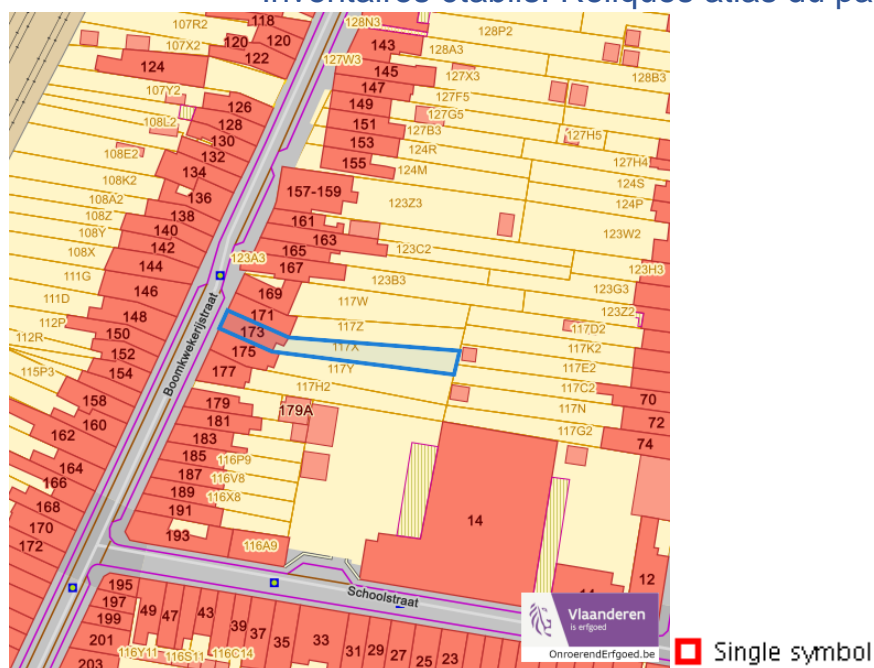 Inventaires établis: Reliques atlas du pa
107R2 118 128N3 128P2
120 120 143 128A3
107X2 122 127W3
124 145 127X3 128B3
107Y2 147 127F5
126 149 127G5
108L2 128 151 127B3 127H5
130 153 124R
108E2 132 155 124M 127H4
134 124S
108K2 136 157-159 124P
108A2 123Z3
108Z 138 161 123W2
108Y 140 163
108X 142 165 123C2
144 123A3 167 123H3
111G 123B3 123G3
146 169 117W
111D 123Z2
112P 148 171 117Z 117D2
112R 150 173 117X 117K2
152 175 117Y 117E2
115P3 154 177 117H2 117C2
Boomkwekerijstraat
158 179 179A 117N 70
160 181 72
162 183 117G2 74
185 116P9
164 187 116V8
166 189 116X8
168 191 14
170
172 193 116A9
12
Schoolstraat
14
195
197 49 47 43
199 39 37 35 33
201 31 29 27 25 23
203 116Y11 116S11 116C14
Vlaanderen
is erfgoed
OnroerendErfgoed.be
Single symbol